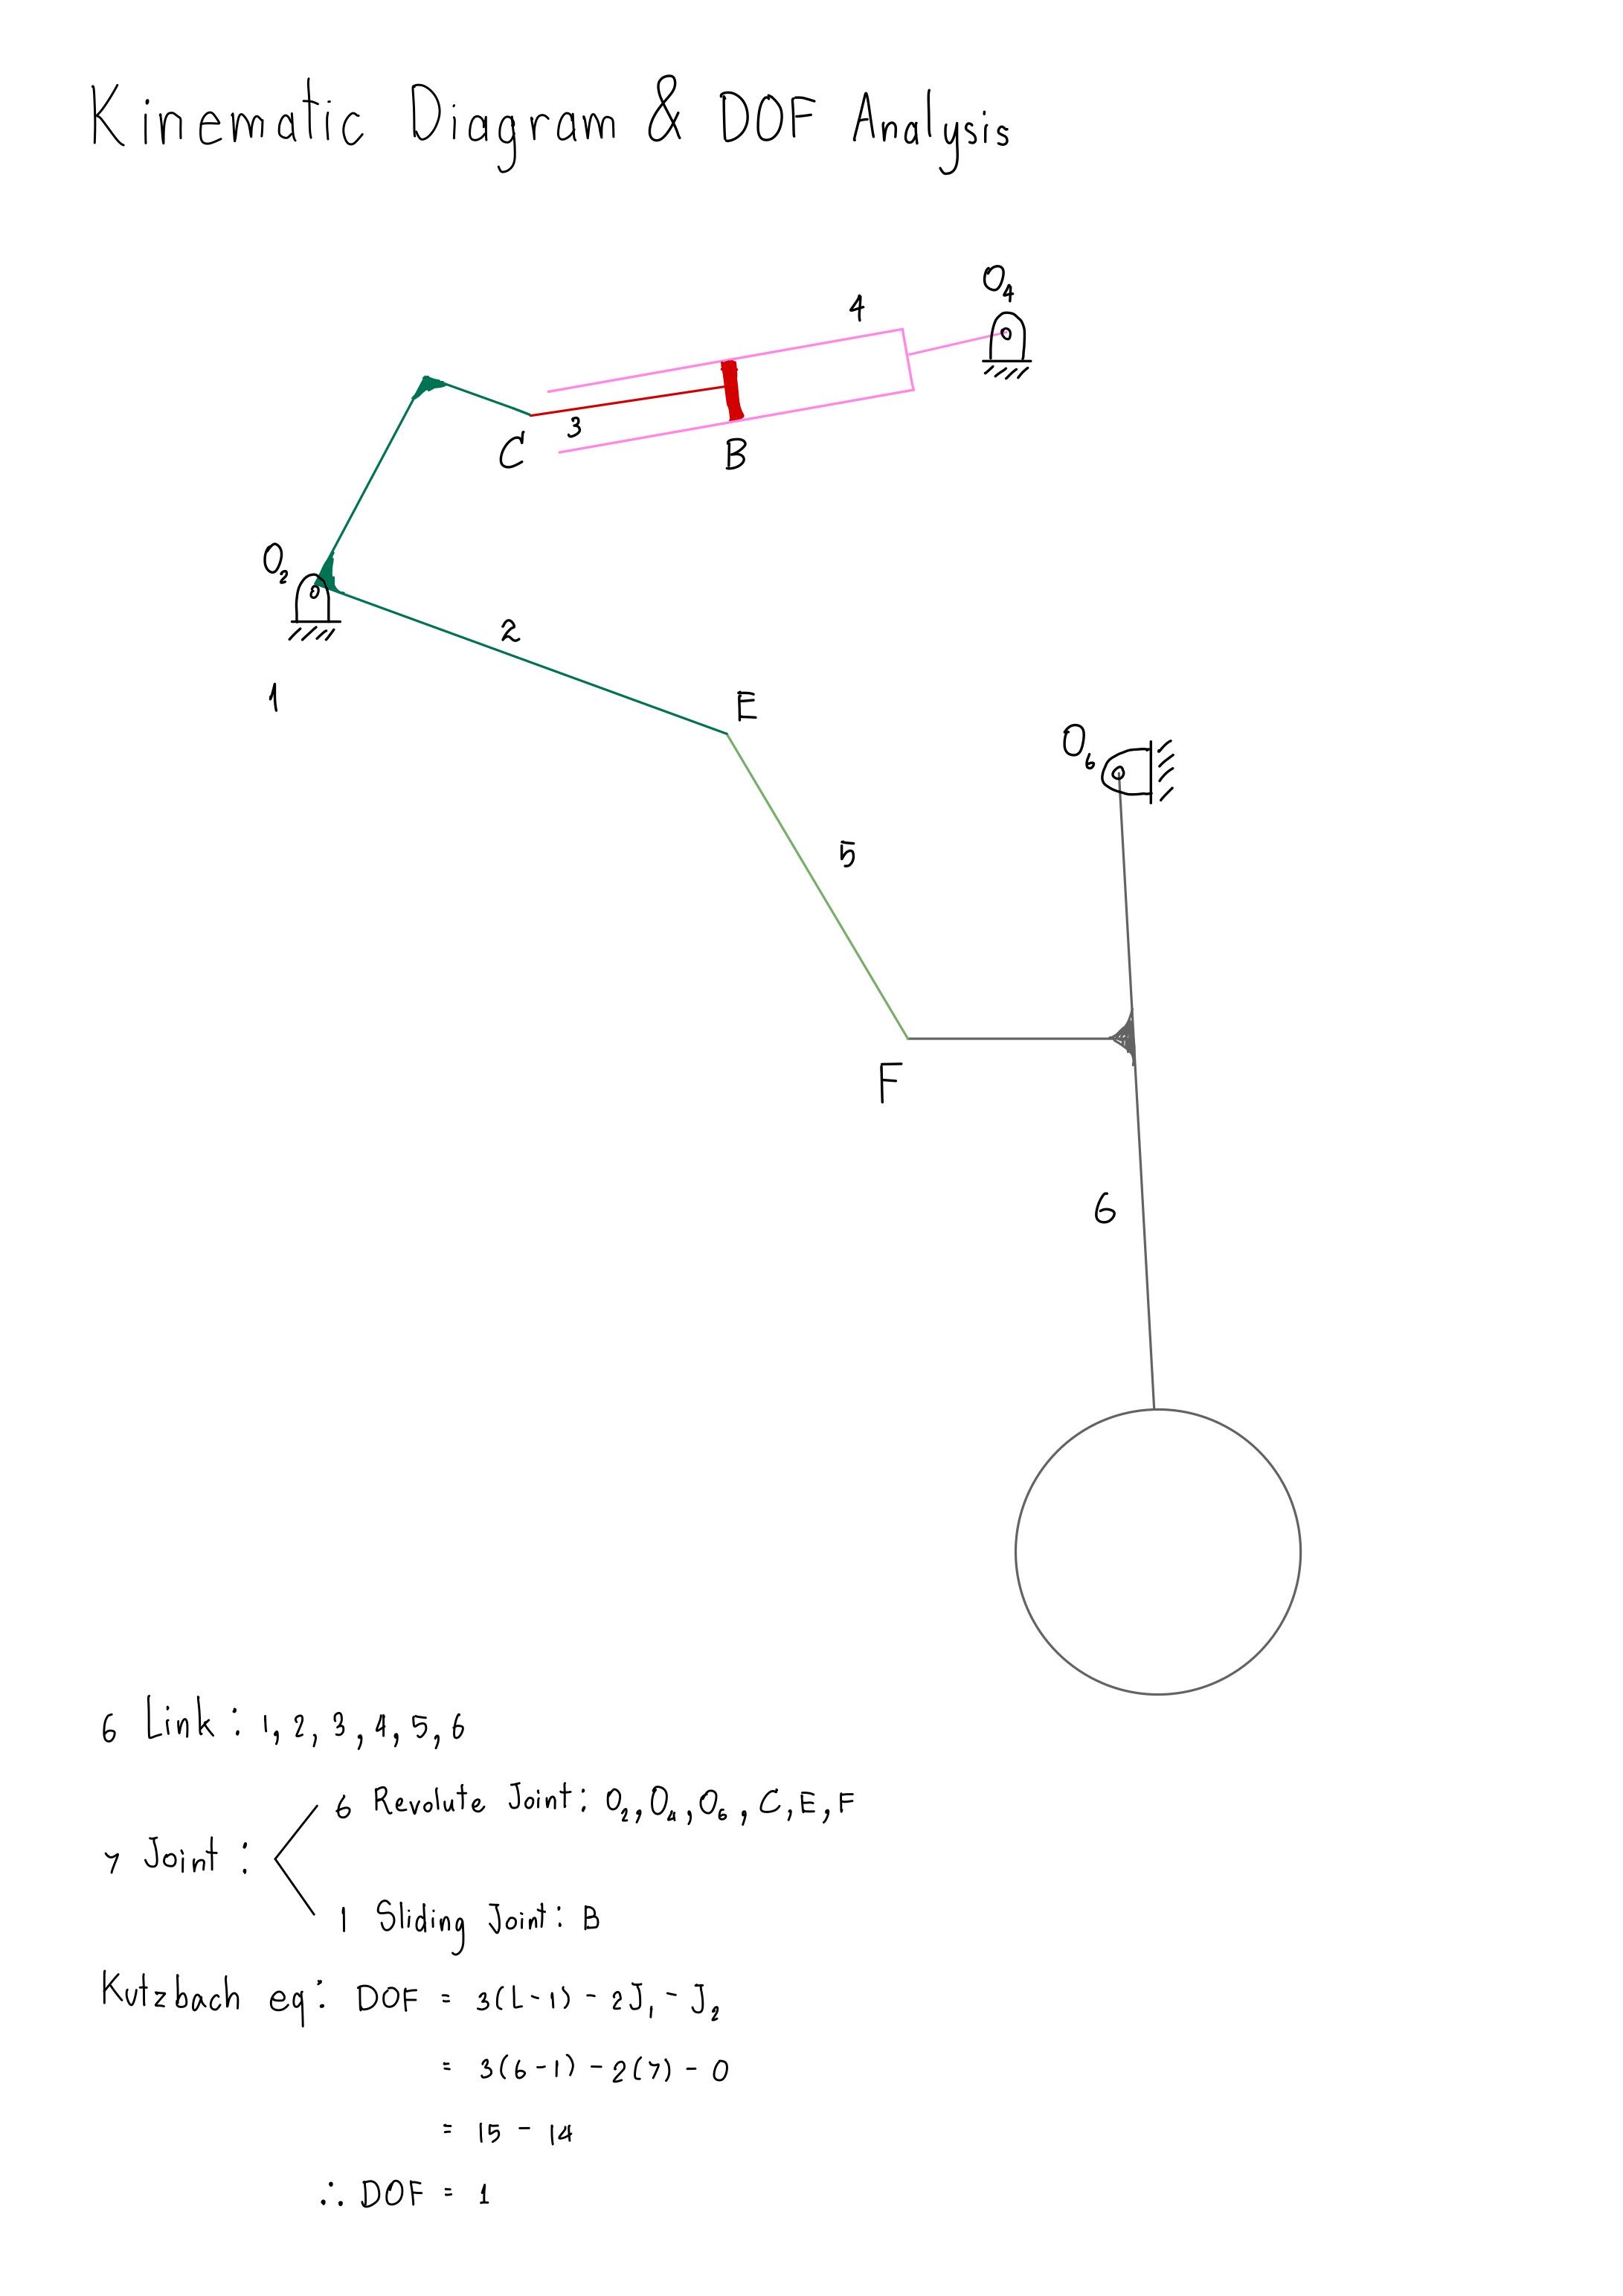 Kinematic Diagram & DOF Analysis
O₄
4
C
3
B
O₂
2
1
E
O₆
5
F
6
6 Link : 1, 2, 3, 4, 5, 6
6 Revolute Joint : O₂, O₄, O₆, C, E, F
7 Joint :
1 Sliding Joint : B
Kutzbach eq : DOF = 3(L-1) - 2J₁ - J₂
= 3(6-1) - 2(7) - 0
= 15 - 14
∴ DOF = 1